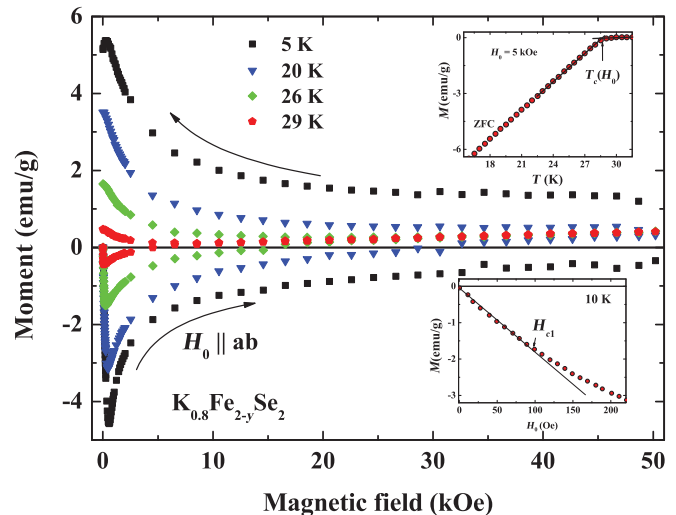 6
4
2
0
-2
-4
Moment (emu/g)
5 K
20 K
26 K
29 K
H₀ || ab
K₀.₈Fe₂₋ySe₂
0
10
20
30
40
50
Magnetic field (kOe)
H₀ = 5 kOe
Tc(H₀)
ZFC
M (emu/g)
0
-3
-6
18
21
24
27
30
T (K)
10 K
Hc1
M(emu/g)
0
-1
-2
-3
0
50
100
150
200
H₀ (Oe)